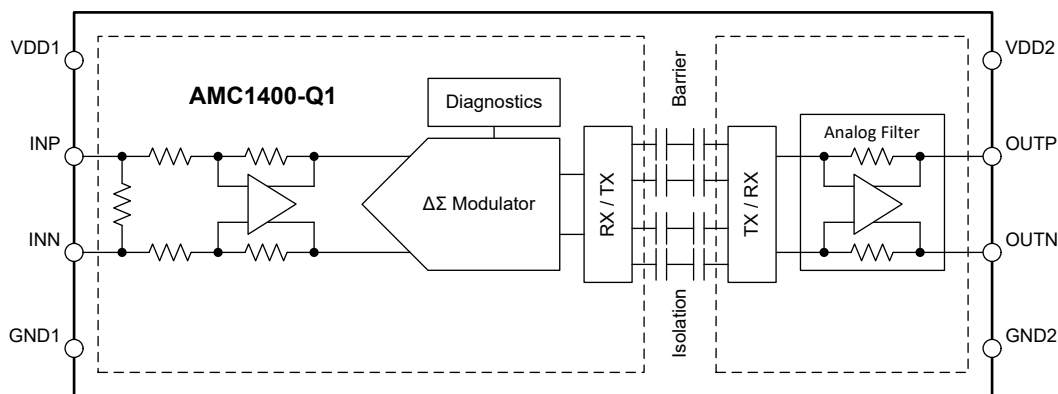 VDD1
VDD2
AMC1400-Q1
Diagnostics
Barrier
INP
Analog Filter
OUTP
ΔΣ Modulator
RX / TX
TX / RX
INN
OUTN
Isolation
GND1
GND2